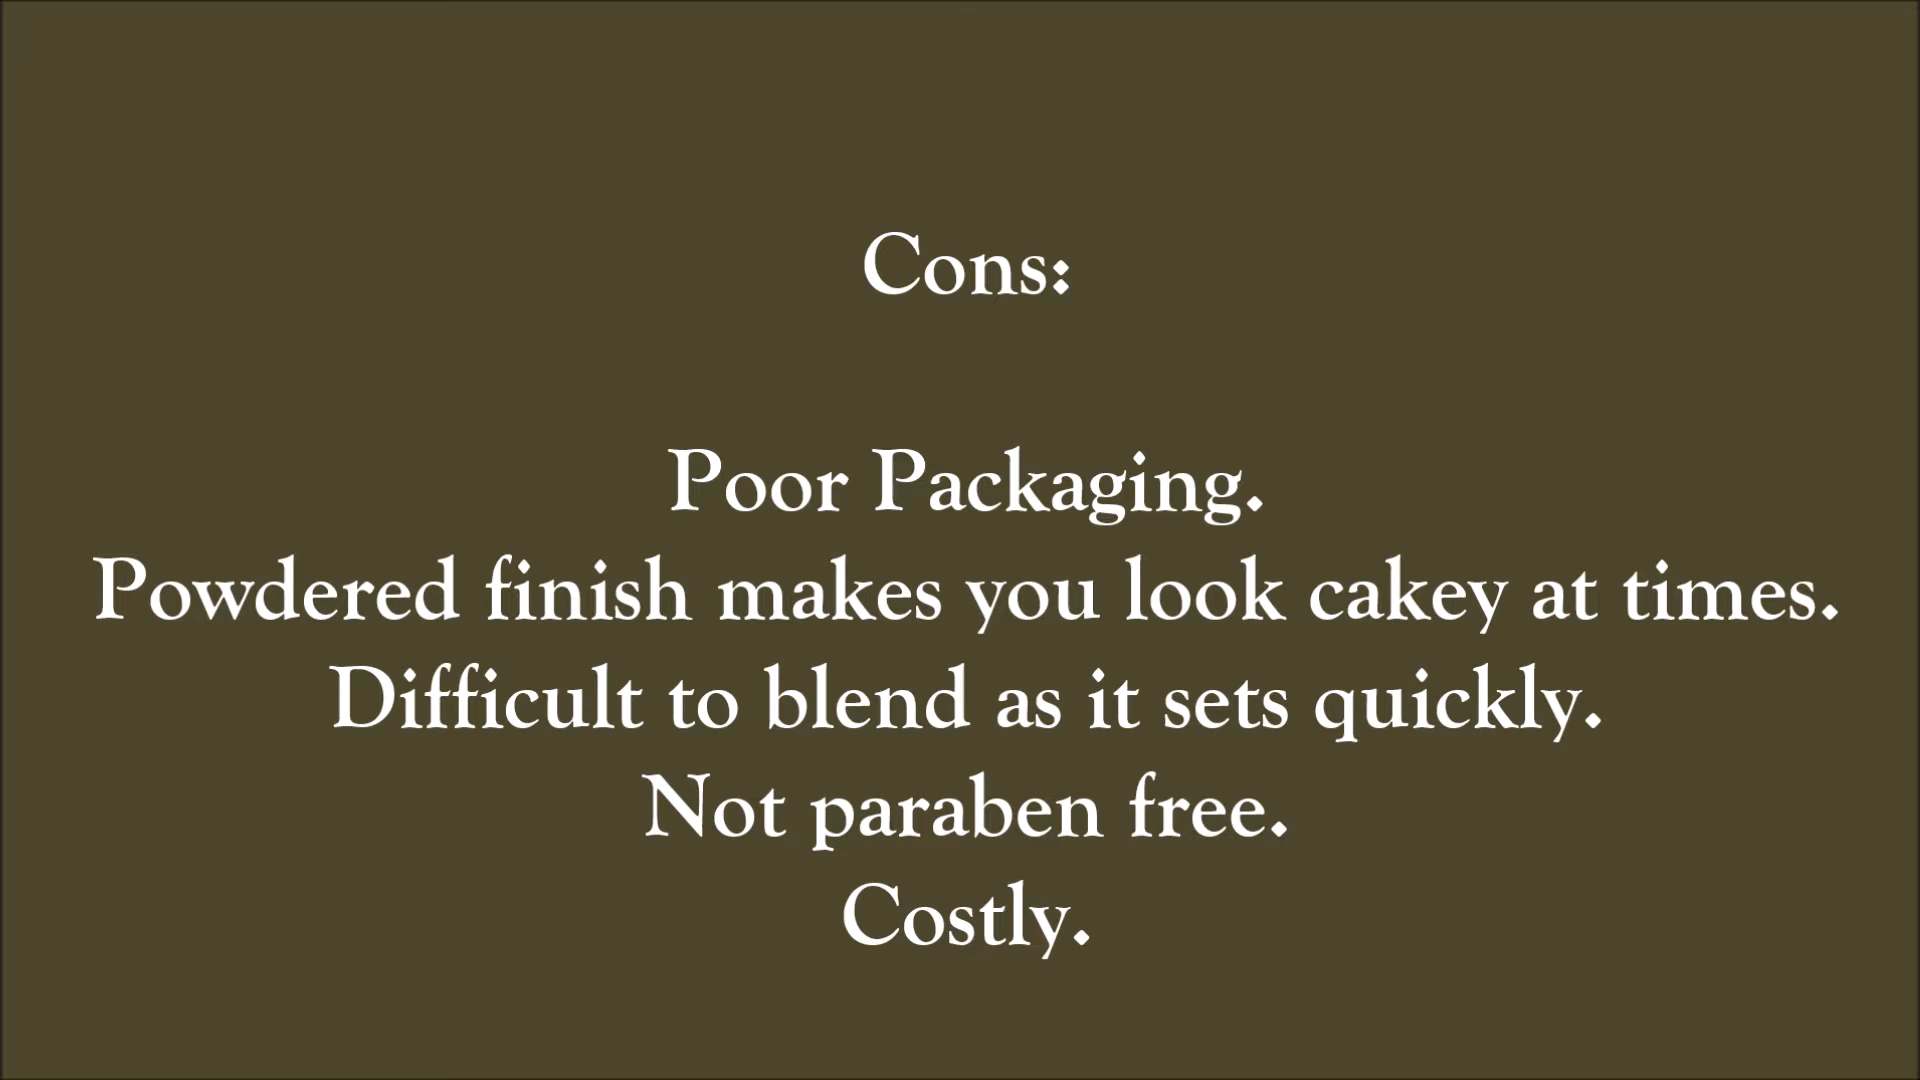 Cons:
Poor Packaging.
Powdered finish makes you look cakey at times.
Difficult to blend as it sets quickly.
Not paraben free.
Costly.